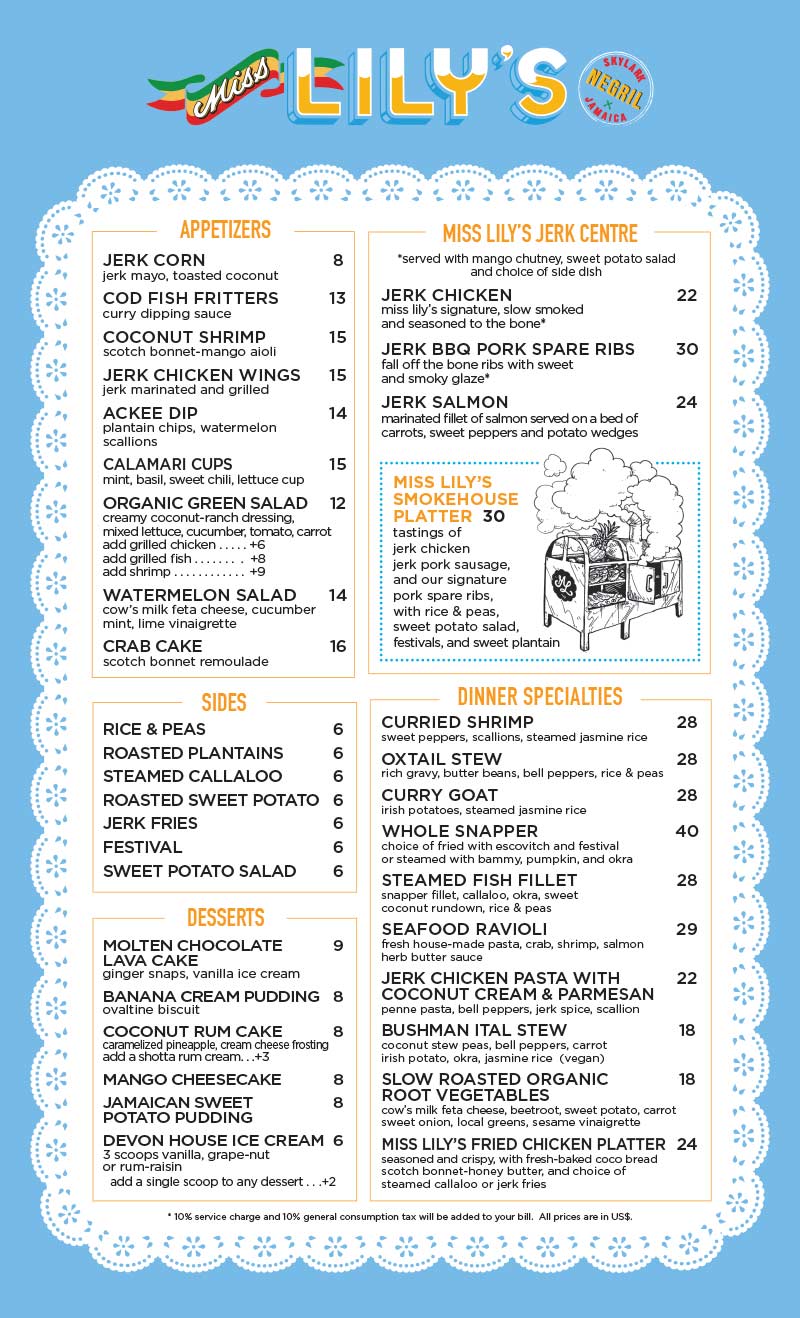 Miss LILY'S
SKYLARK
NEGRIL
X
JAMAICA
APPETIZERS
JERK CORN 8
jerk mayo, toasted coconut
COD FISH FRITTERS 13
curry dipping sauce
COCONUT SHRIMP 15
scotch bonnet-mango aioli
JERK CHICKEN WINGS 15
jerk marinated and grilled
ACKEE DIP 14
plantain chips, watermelon
scallions
CALAMARI CUPS 15
mint, basil, sweet chili, lettuce cup
ORGANIC GREEN SALAD 12
creamy coconut-ranch dressing,
mixed lettuce, cucumber, tomato, carrot
add grilled chicken . . . . . +6
add grilled fish . . . . . . . . +8
add shrimp . . . . . . . . . . . +9
WATERMELON SALAD 14
cow's milk feta cheese, cucumber
mint, lime vinaigrette
CRAB CAKE 16
scotch bonnet remoulade
SIDES
RICE & PEAS 6
ROASTED PLANTAINS 6
STEAMED CALLALOO 6
ROASTED SWEET POTATO 6
JERK FRIES 6
FESTIVAL 6
SWEET POTATO SALAD 6
DESSERTS
MOLTEN CHOCOLATE 9
LAVA CAKE
ginger snaps, vanilla ice cream
BANANA CREAM PUDDING 8
ovaltine biscuit
COCONUT RUM CAKE 8
caramelized pineapple, cream cheese frosting
add a shotta rum cream. . .+3
MANGO CHEESECAKE 8
JAMAICAN SWEET 8
POTATO PUDDING
DEVON HOUSE ICE CREAM 6
3 scoops vanilla, grape-nut
or rum-raisin
add a single scoop to any dessert . . .+2
MISS LILY'S JERK CENTRE
*served with mango chutney, sweet potato salad
and choice of side dish
JERK CHICKEN 22
miss lily's signature, slow smoked
and seasoned to the bone*
JERK BBQ PORK SPARE RIBS 30
fall off the bone ribs with sweet
and smoky glaze*
JERK SALMON 24
marinated fillet of salmon served on a bed of
carrots, sweet peppers and potato wedges
MISS LILY'S
SMOKEHOUSE
PLATTER 30
tastings of
jerk chicken
jerk pork sausage,
and our signature
pork spare ribs,
with rice & peas,
sweet potato salad,
festivals, and sweet plantain
ML
DINNER SPECIALTIES
CURRIED SHRIMP 28
sweet peppers, scallions, steamed jasmine rice
OXTAIL STEW 28
rich gravy, butter beans, bell peppers, rice & peas
CURRY GOAT 28
irish potatoes, steamed jasmine rice
WHOLE SNAPPER 40
choice of fried with escovitch and festival
or steamed with bammy, pumpkin, and okra
STEAMED FISH FILLET 28
snapper fillet, callaloo, okra, sweet
coconut rundown, rice & peas
SEAFOOD RAVIOLI 29
fresh house-made pasta, crab, shrimp, salmon
herb butter sauce
JERK CHICKEN PASTA WITH 22
COCONUT CREAM & PARMESAN
penne pasta, bell peppers, jerk spice, scallion
BUSHMAN ITAL STEW 18
coconut stew peas, bell peppers, carrot
irish potato, okra, jasmine rice (vegan)
SLOW ROASTED ORGANIC 18
ROOT VEGETABLES
cow's milk feta cheese, beetroot, sweet potato, carrot
sweet onion, local greens, sesame vinaigrette
MISS LILY'S FRIED CHICKEN PLATTER 24
seasoned and crispy, with fresh-baked coco bread
scotch bonnet-honey butter, and choice of
steamed callaloo or jerk fries
* 10% service charge and 10% general consumption tax will be added to your bill. All prices are in US$.